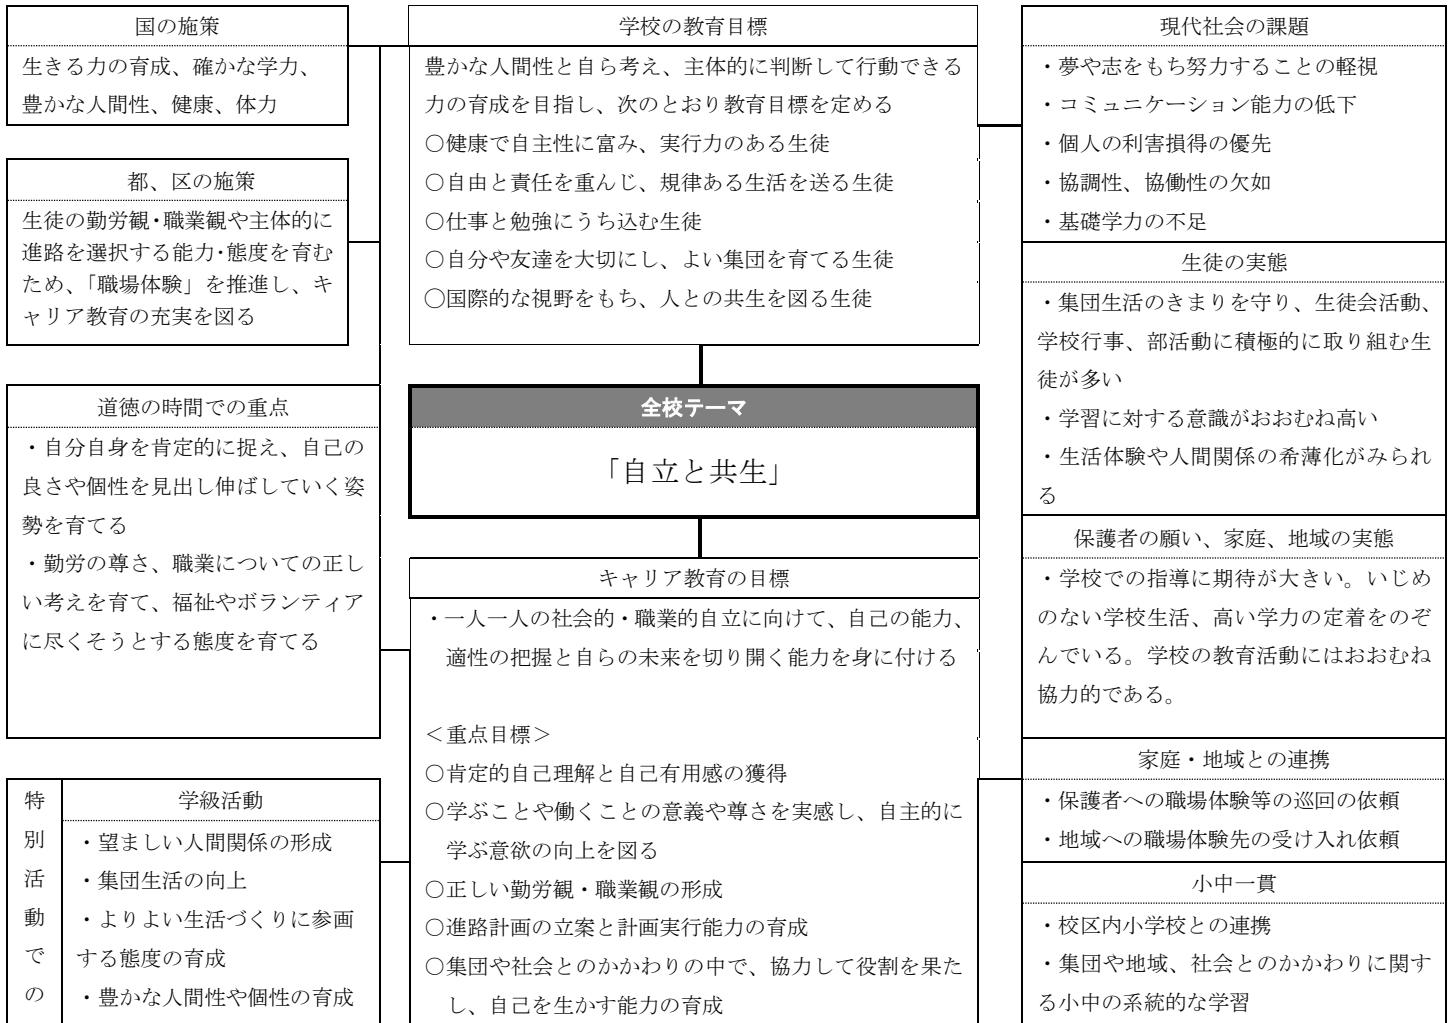 国の施策
生きる力の育成、確かな学力、
豊かな人間性、健康、体力
都、区の施策
生徒の勤労観・職業観や主体的に
進路を選択する能力・態度を育む
ため、「職場体験」を推進し、キ
ャリア教育の充実を図る
道徳の時間での重点
・自分自身を肯定的に捉え、自己の
良さや個性を見出し伸ばしていく姿
勢を育てる
・勤労の尊さ、職業についての正し
い考えを育て、福祉やボランティア
に尽くそうとする態度を育てる
特別活動での
学級活動
・望ましい人間関係の形成
・集団生活の向上
・よりよい生活づくりに参画
する態度の育成
・豊かな人間性や個性の育成
学校の教育目標
豊かな人間性と自ら考え、主体的に判断して行動できる
力の育成を目指し、次のとおり教育目標を定める
○健康で自主性に富み、実行力のある生徒
○自由と責任を重んじ、規律ある生活を送る生徒
○仕事と勉強にうち込む生徒
○自分や友達を大切にし、よい集団を育てる生徒
○国際的な視野をもち、人との共生を図る生徒
全校テーマ
「自立と共生」
キャリア教育の目標
・一人一人の社会的・職業的自立に向けて、自己の能力、
適性の把握と自らの未来を切り開く能力を身に付ける
＜重点目標＞
○肯定的自己理解と自己有用感の獲得
○学ぶことや働くことの意義や尊さを実感し、自主的に
学ぶ意欲の向上を図る
○正しい勤労観・職業観の形成
○進路計画の立案と計画実行能力の育成
○集団や社会とのかかわりの中で、協力して役割を果た
し、自己を生かす能力の育成
現代社会の課題
・夢や志をもち努力することの軽視
・コミュニケーション能力の低下
・個人の利害損得の優先
・協調性、協働性の欠如
・基礎学力の不足
生徒の実態
・集団生活のきまりを守り、生徒会活動、
学校行事、部活動に積極的に取り組む生
徒が多い
・学習に対する意識がおおむね高い
・生活体験や人間関係の希薄化がみられ
る
保護者の願い、家庭、地域の実態
・学校での指導に期待が大きい。いじめ
のない学校生活、高い学力の定着をのぞ
んでいる。学校の教育活動にはおおむね
協力的である。
家庭・地域との連携
・保護者への職場体験等の巡回の依頼
・地域への職場体験先の受け入れ依頼
小中一貫
・校区内小学校との連携
・集団や地域、社会とのかかわりに関す
る小中の系統的な学習